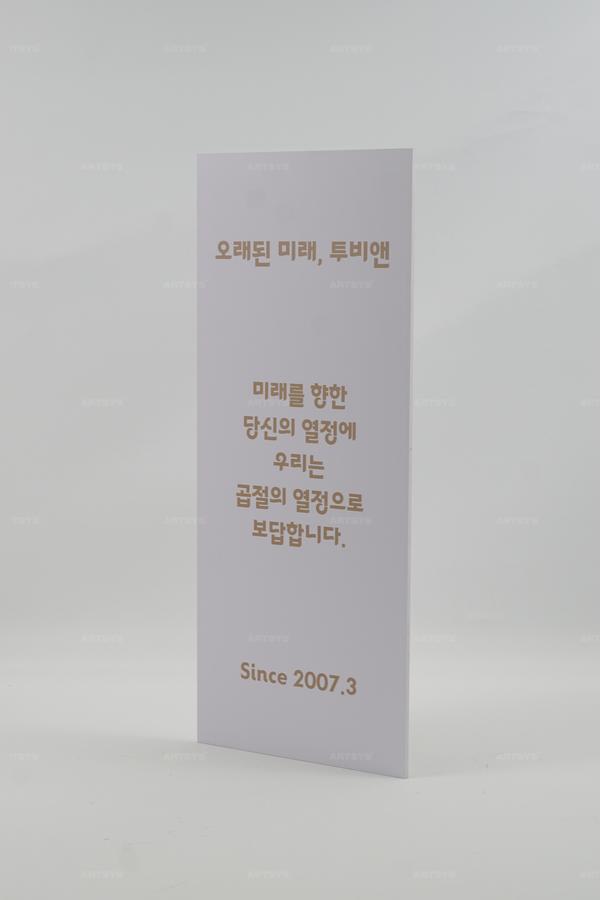 오래된 미래, 투비앤
미래를 향한
당신의 열정에
우리는
곱절의 열정으로
보답합니다.
Since 2007.3
ARTSYS